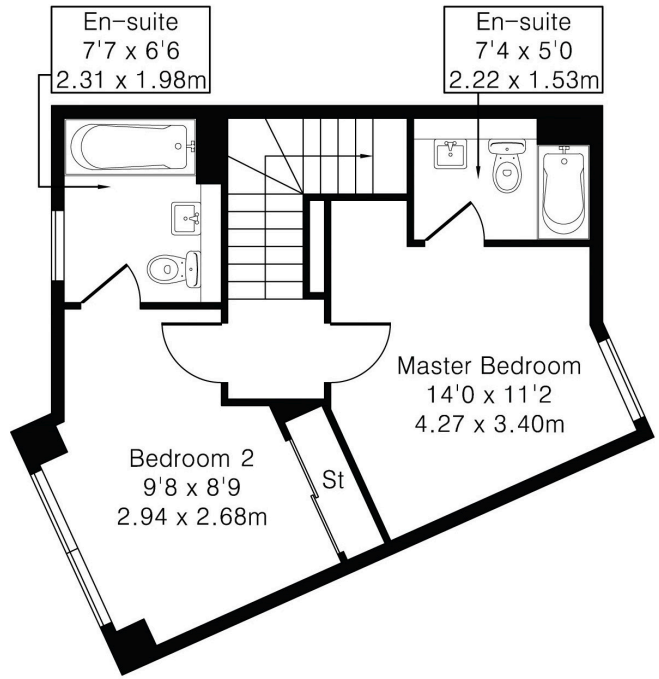 En-suite
7'7 x 6'6
2.31 x 1.98m
En-suite
7'4 x 5'0
2.22 x 1.53m
Master Bedroom
14'0 x 11'2
4.27 x 3.40m
Bedroom 2
9'8 x 8'9
2.94 x 2.68m
St